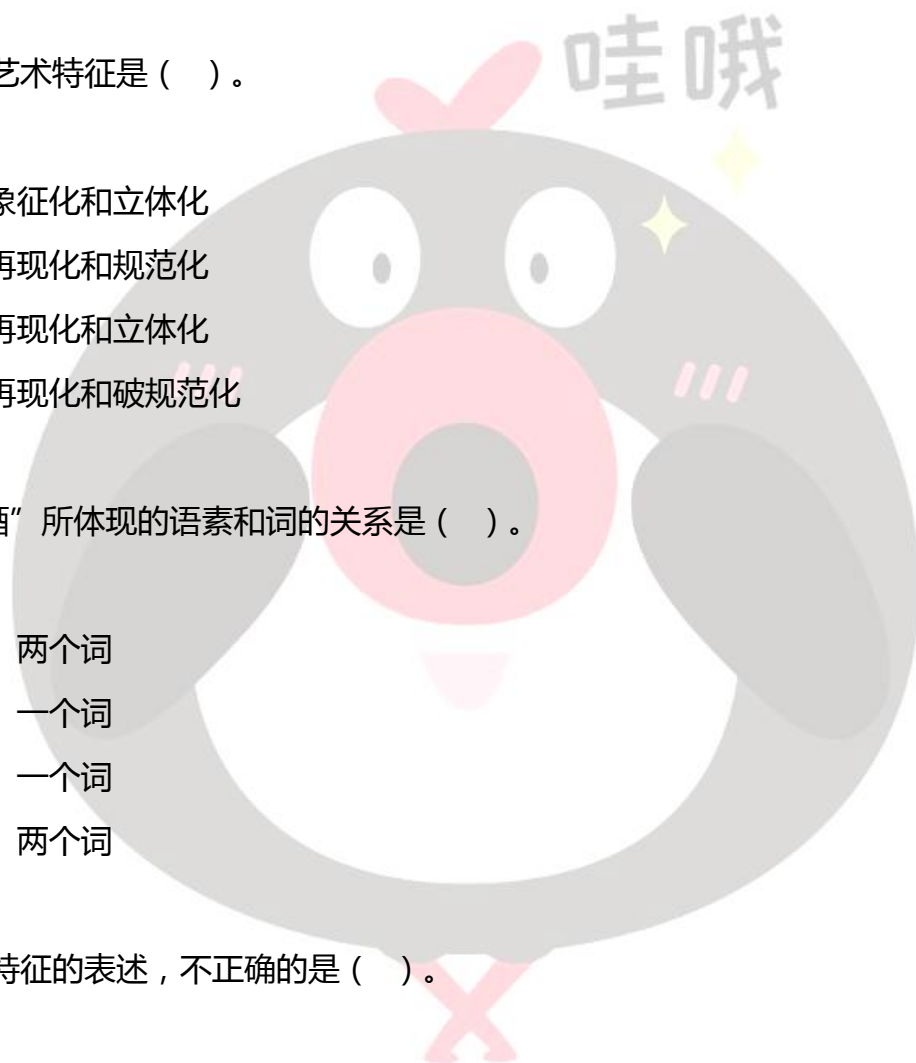 哇哦
艺术特征是（ ）。
象征化和立体化
再现化和规范化
再现化和立体化
再现化和破规范化
酒”所体现的语素和词的关系是（ ）。
两个词
一个词
一个词
两个词
特征的表述，不正确的是（ ）。